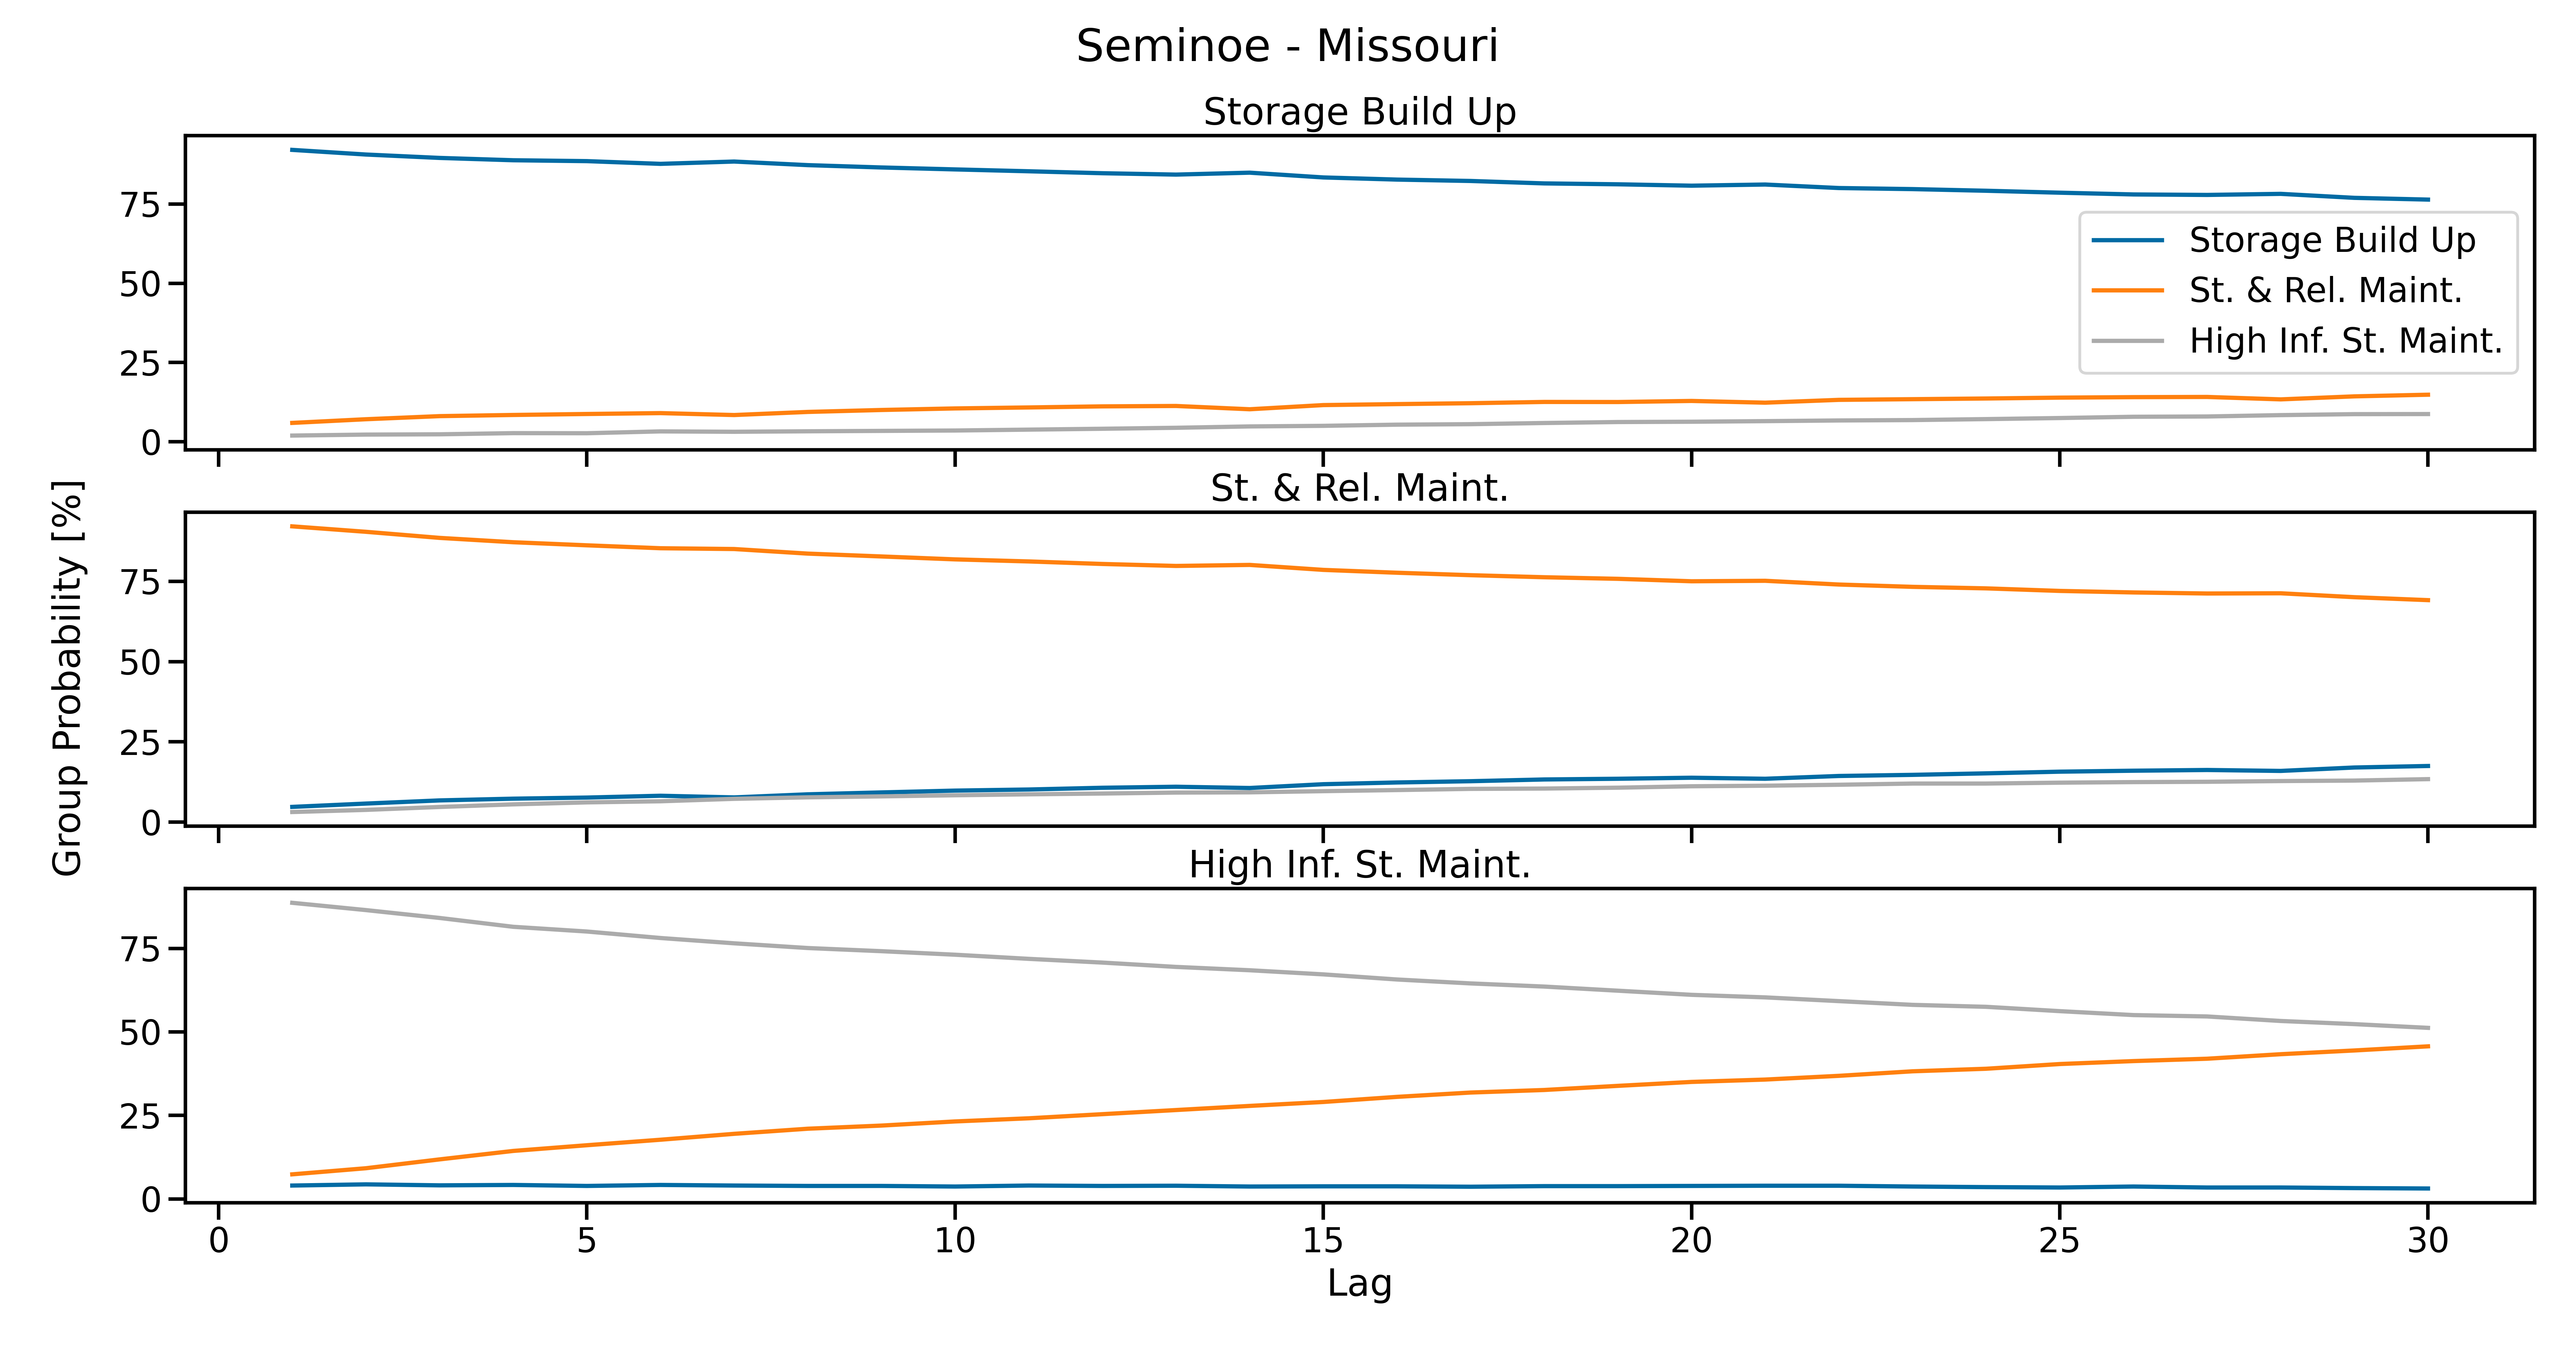 Seminoe - Missouri
Storage Build Up
75
50
25
0
Storage Build Up
St. & Rel. Maint.
High Inf. St. Maint.
Group Probability [%]
St. & Rel. Maint.
75
50
25
0
High Inf. St. Maint.
75
50
25
0
0 5 10 15 20 25 30
Lag